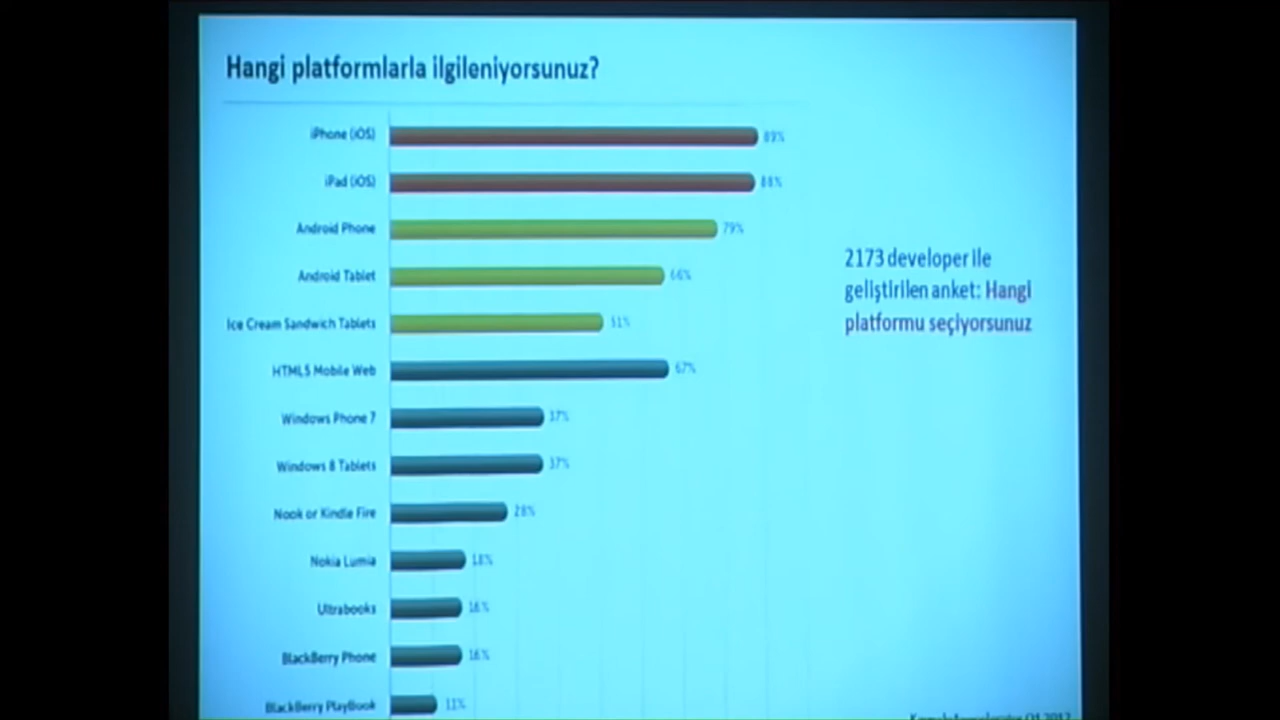 Hangi platformlarla ilgileniyorsunuz?
iPhone (iOS) 89%
iPad (iOS) 88%
Android Phone 79%
Android Tablet 66%
Ice Cream Sandwich Tablets 51%
HTML5 Mobile Web 67%
Windows Phone 7 37%
Windows 8 Tablets 37%
Nook or Kindle Fire 28%
Nokia Lumia 18%
Ultrabooks 16%
BlackBerry Phone 16%
BlackBerry PlayBook 11%
2173 developer ile
geliştirilen anket: Hangi
platformu seçiyorsunuz